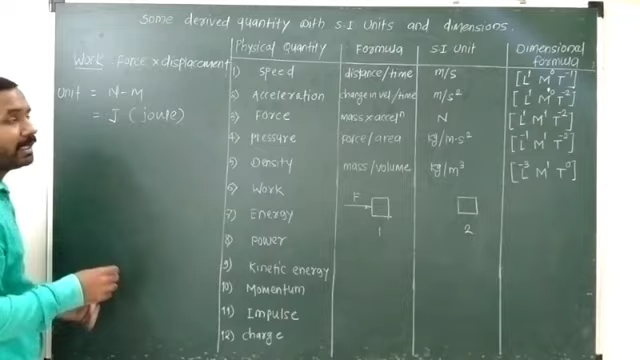 Some derived quantity with S.I Units and dimensions.
Work Force × displacement
Unit = N-M
= J (joule)
Physical Quantity Formula S.I Unit Dimensional formula
1) Speed distance/time m/s [L¹ M⁰ T⁻¹]
2) Acceleration change in vel/time m/s² [L¹ M⁰ T⁻²]
3) Force mass × accelⁿ N [L¹ M¹ T⁻²]
4) Pressure force/area kg/m-s² [L⁻¹ M¹ T⁻²]
5) Density mass/volume kg/m³ [L⁻³ M¹ T⁰]
6) Work
F
7) Energy
1 2
8) Power
9) Kinetic energy
10) Momentum
11) Impulse
12) charge